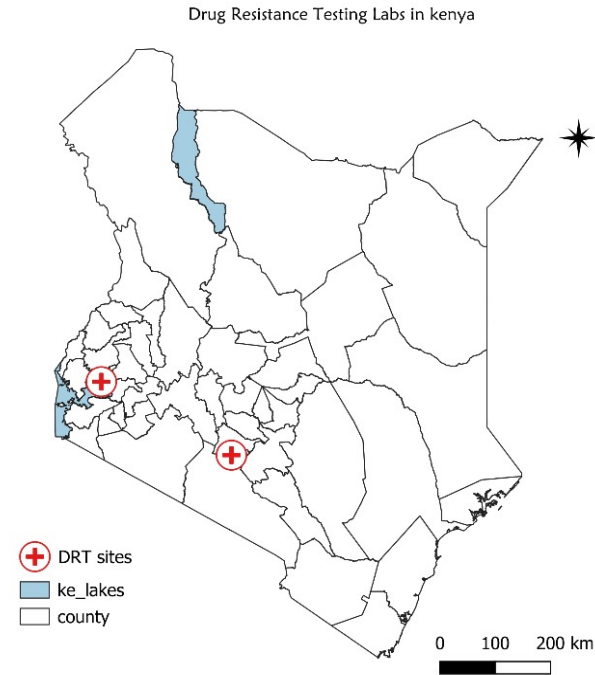 Drug Resistance Testing Labs in kenya
DRT sites
ke_lakes
county
0 100 200 km